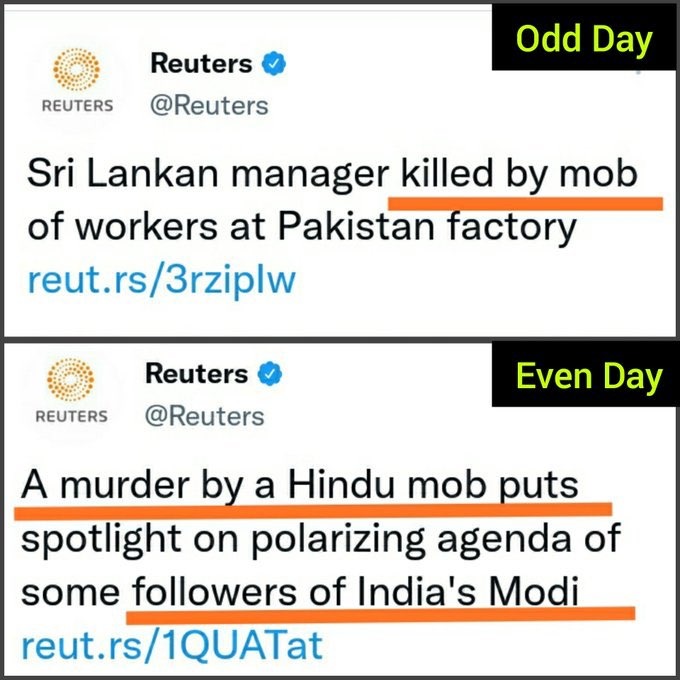 Odd Day
Reuters
REUTERS
@Reuters
Sri Lankan manager killed by mob
of workers at Pakistan factory
reut.rs/3rziplw
Even Day
Reuters
REUTERS
@Reuters
A murder by a Hindu mob puts
spotlight on polarizing agenda of
some followers of India's Modi
reut.rs/1QUATat